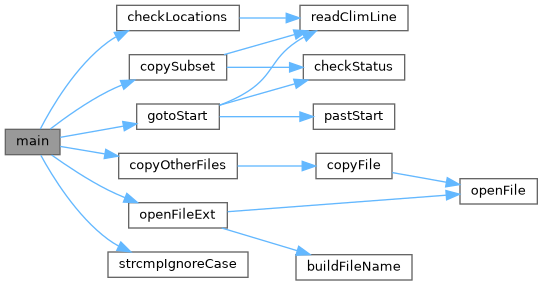 main
checkLocations
copySubset
gotoStart
copyOtherFiles
openFileExt
strcmpIgnoreCase
readClimLine
checkStatus
pastStart
copyFile
buildFileName
openFile